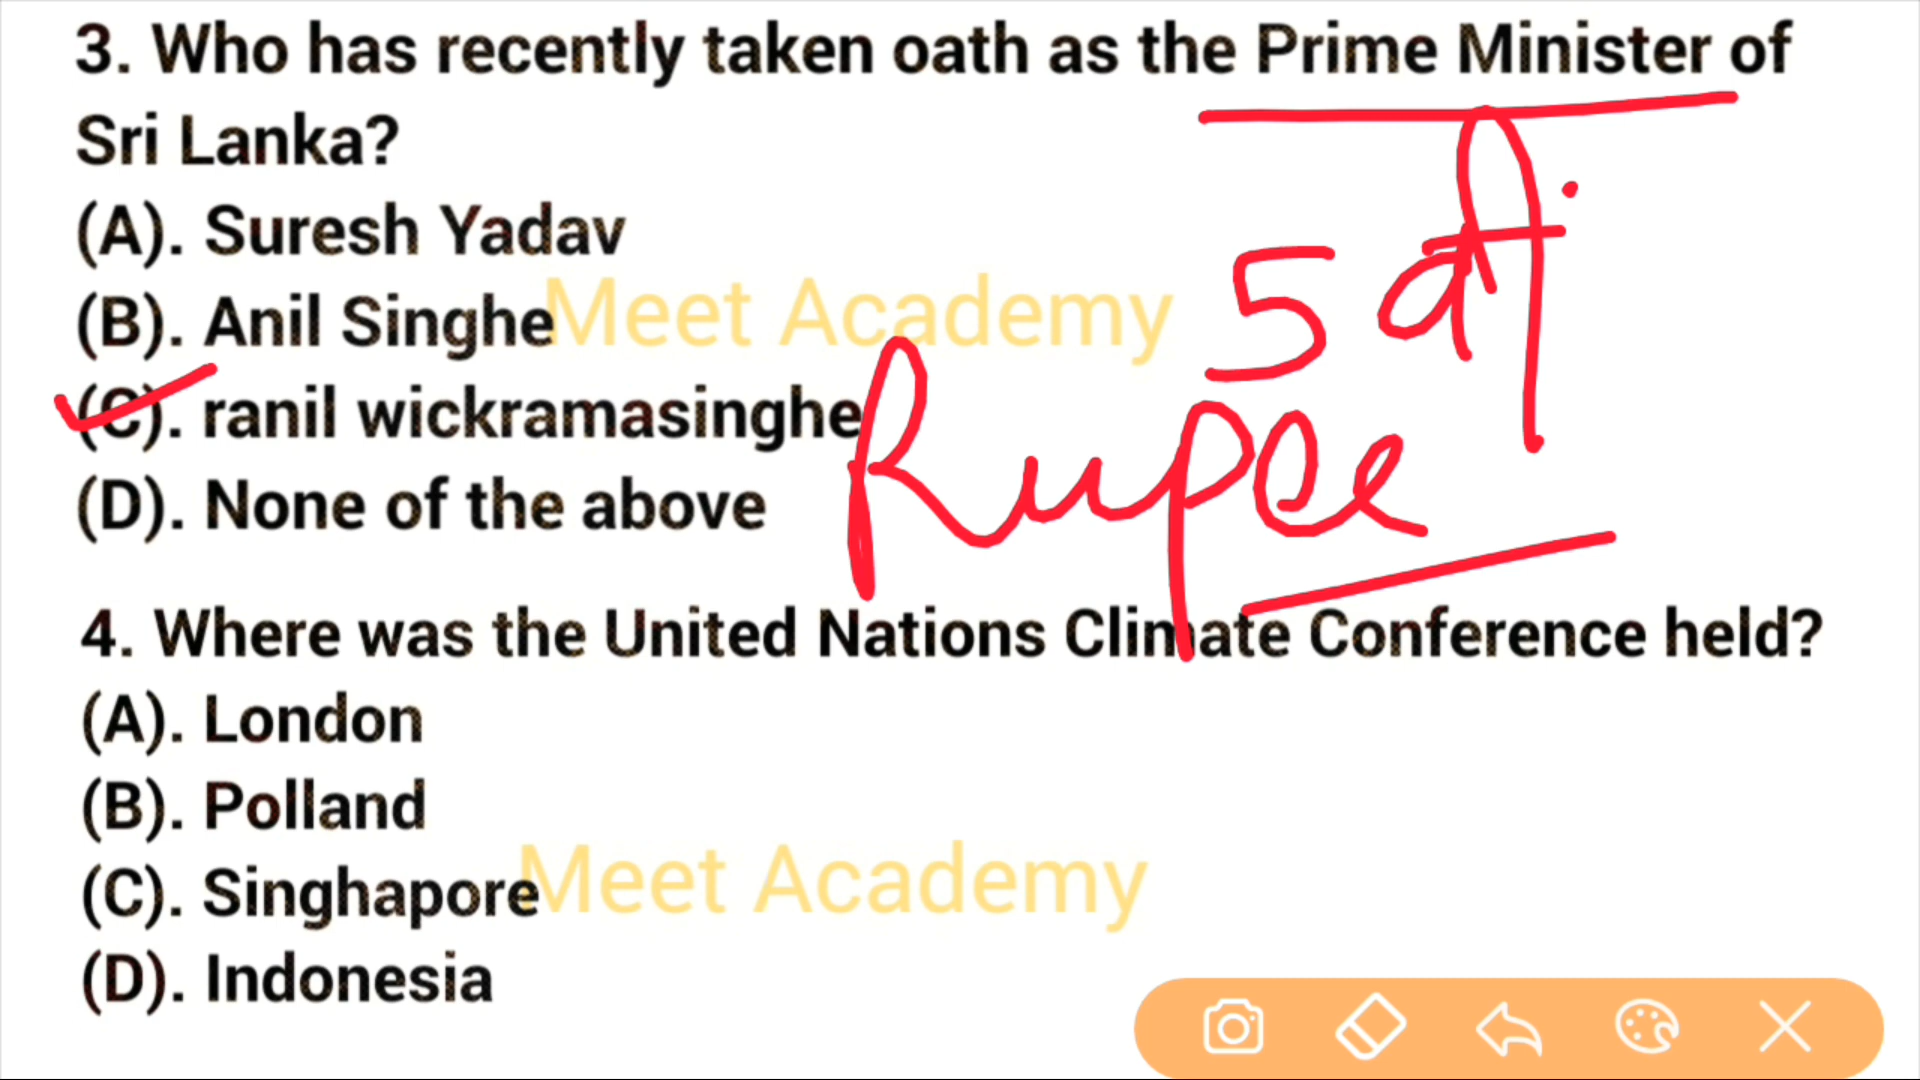 3. Who has recently taken oath as the Prime Minister of
Sri Lanka?
(A). Suresh Yadav
(B). Anil Singhe
Meet Academy
5 वीं
(C). ranil wickramasinghe
Rupee
(D). None of the above
4. Where was the United Nations Climate Conference held?
(A). London
(B). Polland
(C). Singhapore
Meet Academy
(D). Indonesia